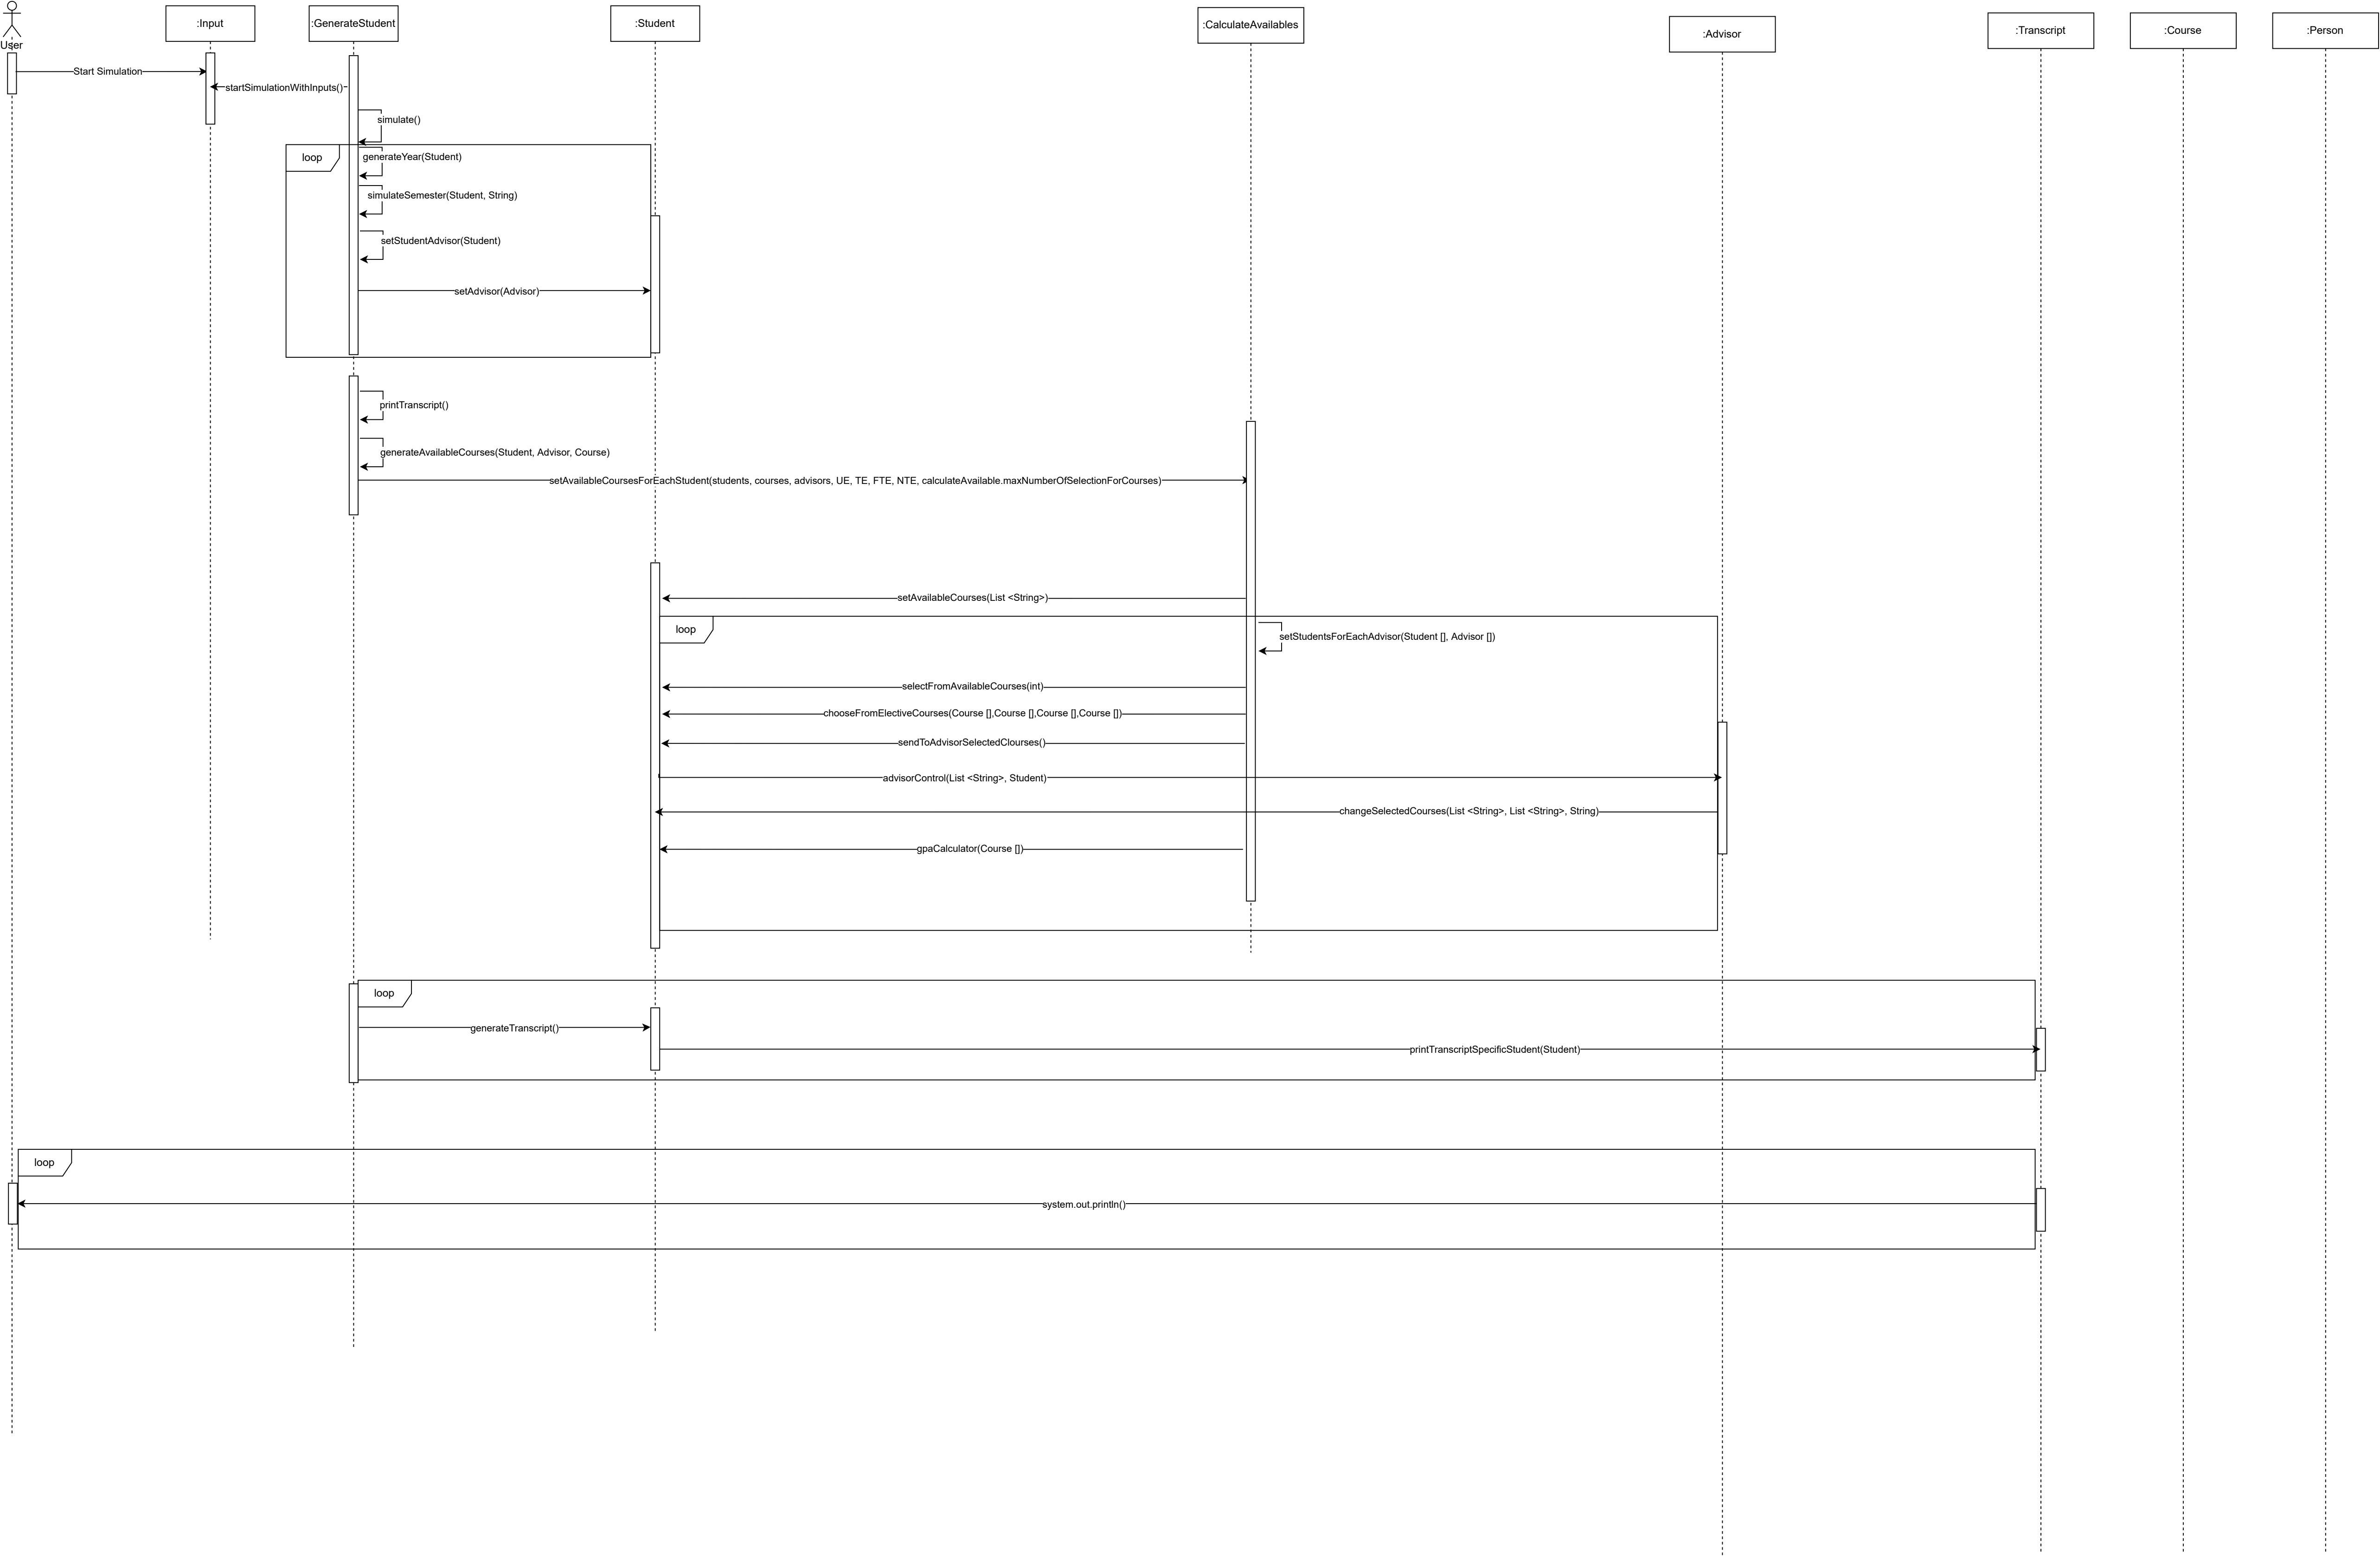 User
:Input
:GenerateStudent
:Student
:CalculateAvailables
:Advisor
:Transcript
:Course
:Person
Start Simulation
startSimulationWithInputs()
simulate()
loop
generateYear(Student)
simulateSemester(Student, String)
setStudentAdvisor(Student)
setAdvisor(Advisor)
printTranscript()
generateAvailableCourses(Student, Advisor, Course)
setAvailableCoursesForEachStudent(students, courses, advisors, UE, TE, FTE, NTE, calculateAvailable.maxNumberOfSelectionForCourses)
setAvailableCourses(List <String>)
loop
setStudentsForEachAdvisor(Student [], Advisor [])
selectFromAvailableCourses(int)
chooseFromElectiveCourses(Course [],Course [],Course [],Course [])
sendToAdvisorSelectedClourses()
advisorControl(List <String>, Student)
changeSelectedCourses(List <String>, List <String>, String)
gpaCalculator(Course [])
loop
generateTranscript()
printTranscriptSpecificStudent(Student)
loop
system.out.println()